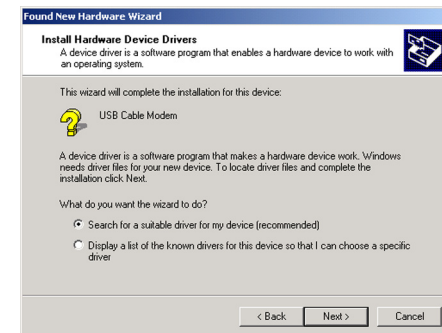 Found New Hardware Wizard
Install Hardware Device Drivers
A device driver is a software program that enables a hardware device to work with
an operating system.
This wizard will complete the installation for this device:
USB Cable Modem
A device driver is a software program that makes a hardware device work. Windows
needs driver files for your new device. To locate driver files and complete the
installation click Next.
What do you want the wizard to do?
Search for a suitable driver for my device (recommended)
Display a list of the known drivers for this device so that I can choose a specific
driver
< Back Next > Cancel